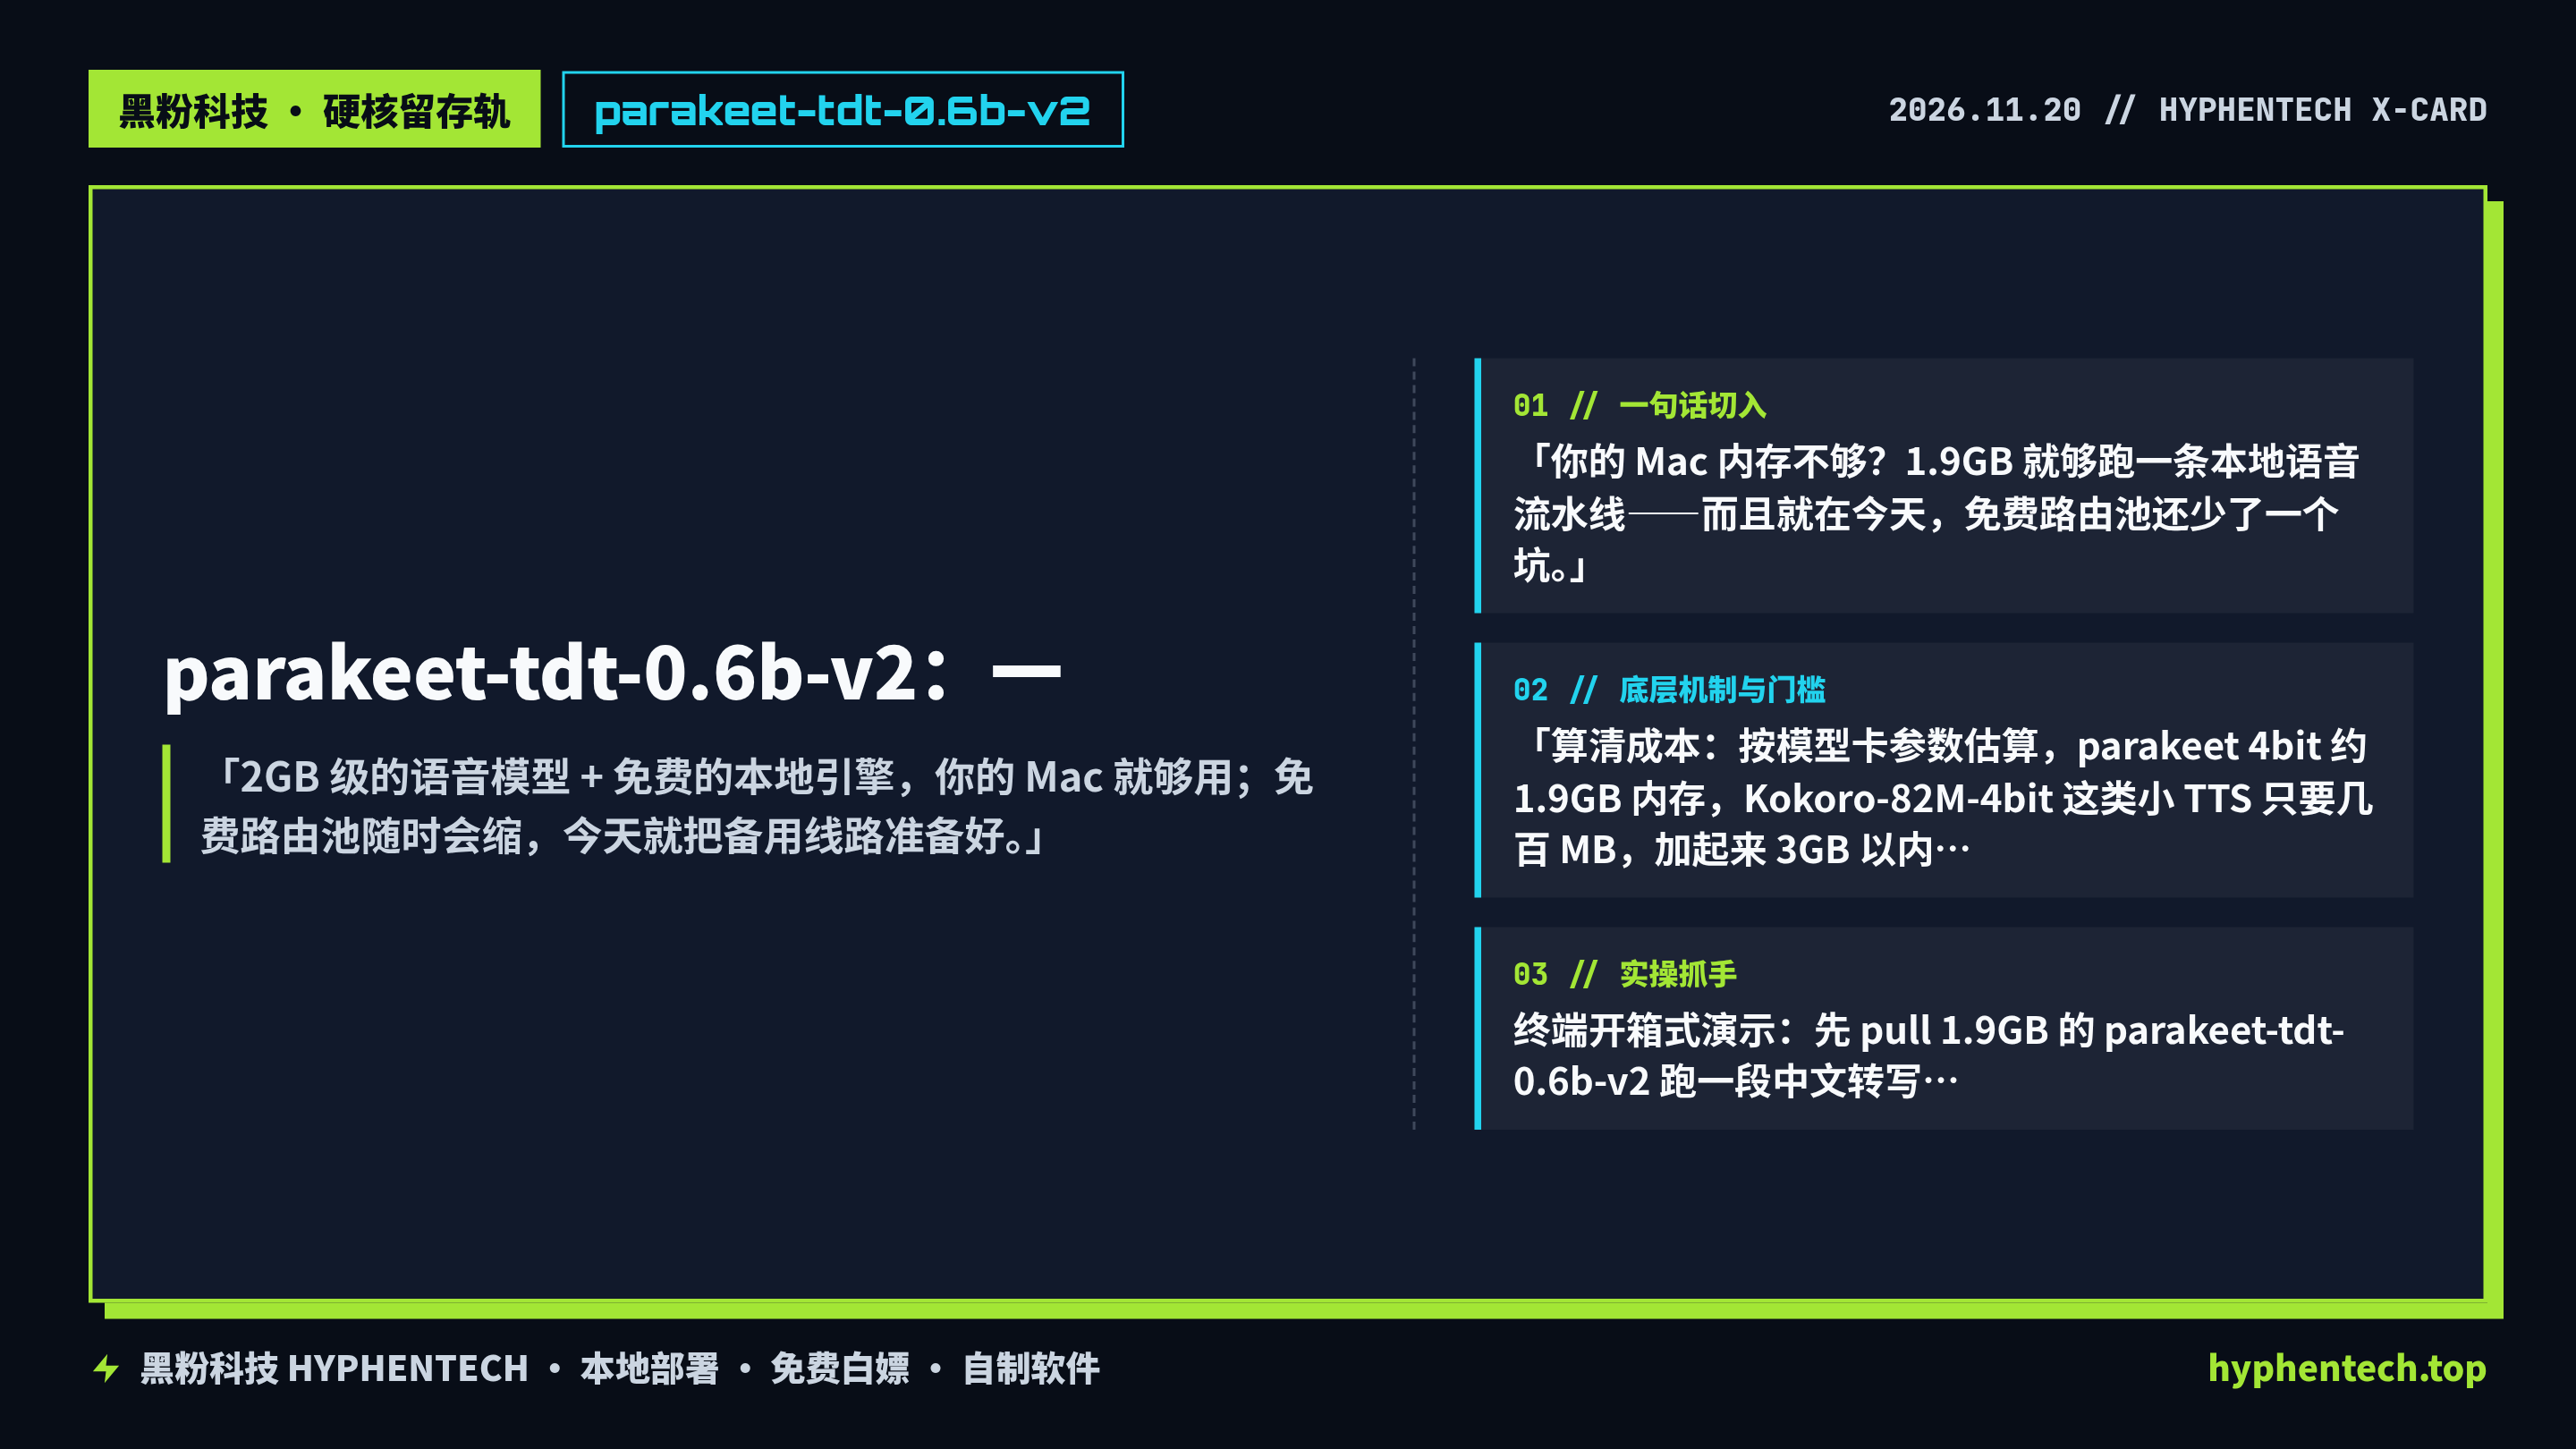 黑粉科技 · 硬核留存轨
parakeet-tdt-0.6b-v2
2026.11.20 // HYPHENTECH X-CARD
parakeet-tdt-0.6b-v2：一
「2GB 级的语音模型 + 免费的本地引擎，你的 Mac 就够用；免
费路由池随时会缩，今天就把备用线路准备好。」
01 // 一句话切入
「你的 Mac 内存不够？1.9GB 就够跑一条本地语音
流水线——而且就在今天，免费路由池还少了一个
坑。」
02 // 底层机制与门槛
「算清成本：按模型卡参数估算，parakeet 4bit 约
1.9GB 内存，Kokoro-82M-4bit 这类小 TTS 只要几
百 MB，加起来 3GB 以内…
03 // 实操抓手
终端开箱式演示：先 pull 1.9GB 的 parakeet-tdt-
0.6b-v2 跑一段中文转写…
黑粉科技 HYPHENTECH · 本地部署 · 免费白嫖 · 自制软件
hyphentech.top